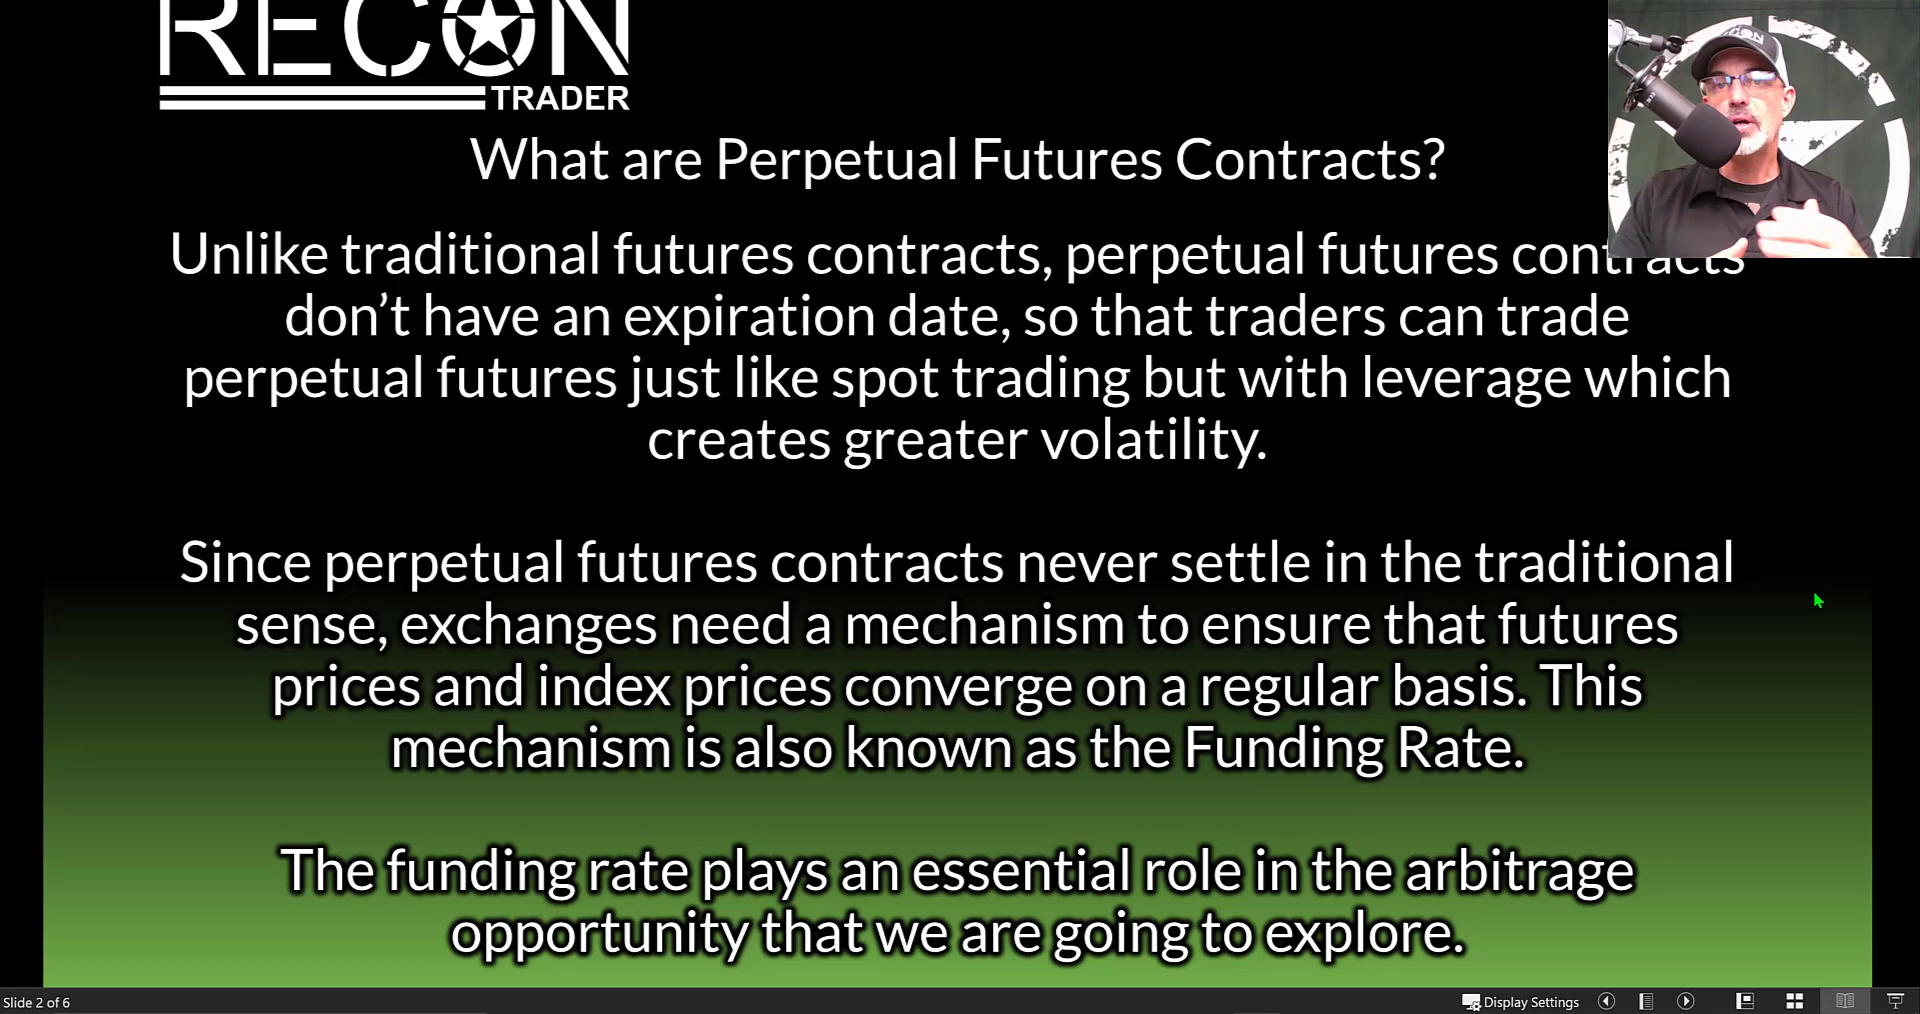 RECON
TRADER
What are Perpetual Futures Contracts?
Unlike traditional futures contracts, perpetual futures contracts
don’t have an expiration date, so that traders can trade
perpetual futures just like spot trading but with leverage which
creates greater volatility.
Since perpetual futures contracts never settle in the traditional
sense, exchanges need a mechanism to ensure that futures
prices and index prices converge on a regular basis. This
mechanism is also known as the Funding Rate.
The funding rate plays an essential role in the arbitrage
opportunity that we are going to explore.
Slide 2 of 6
Display Settings